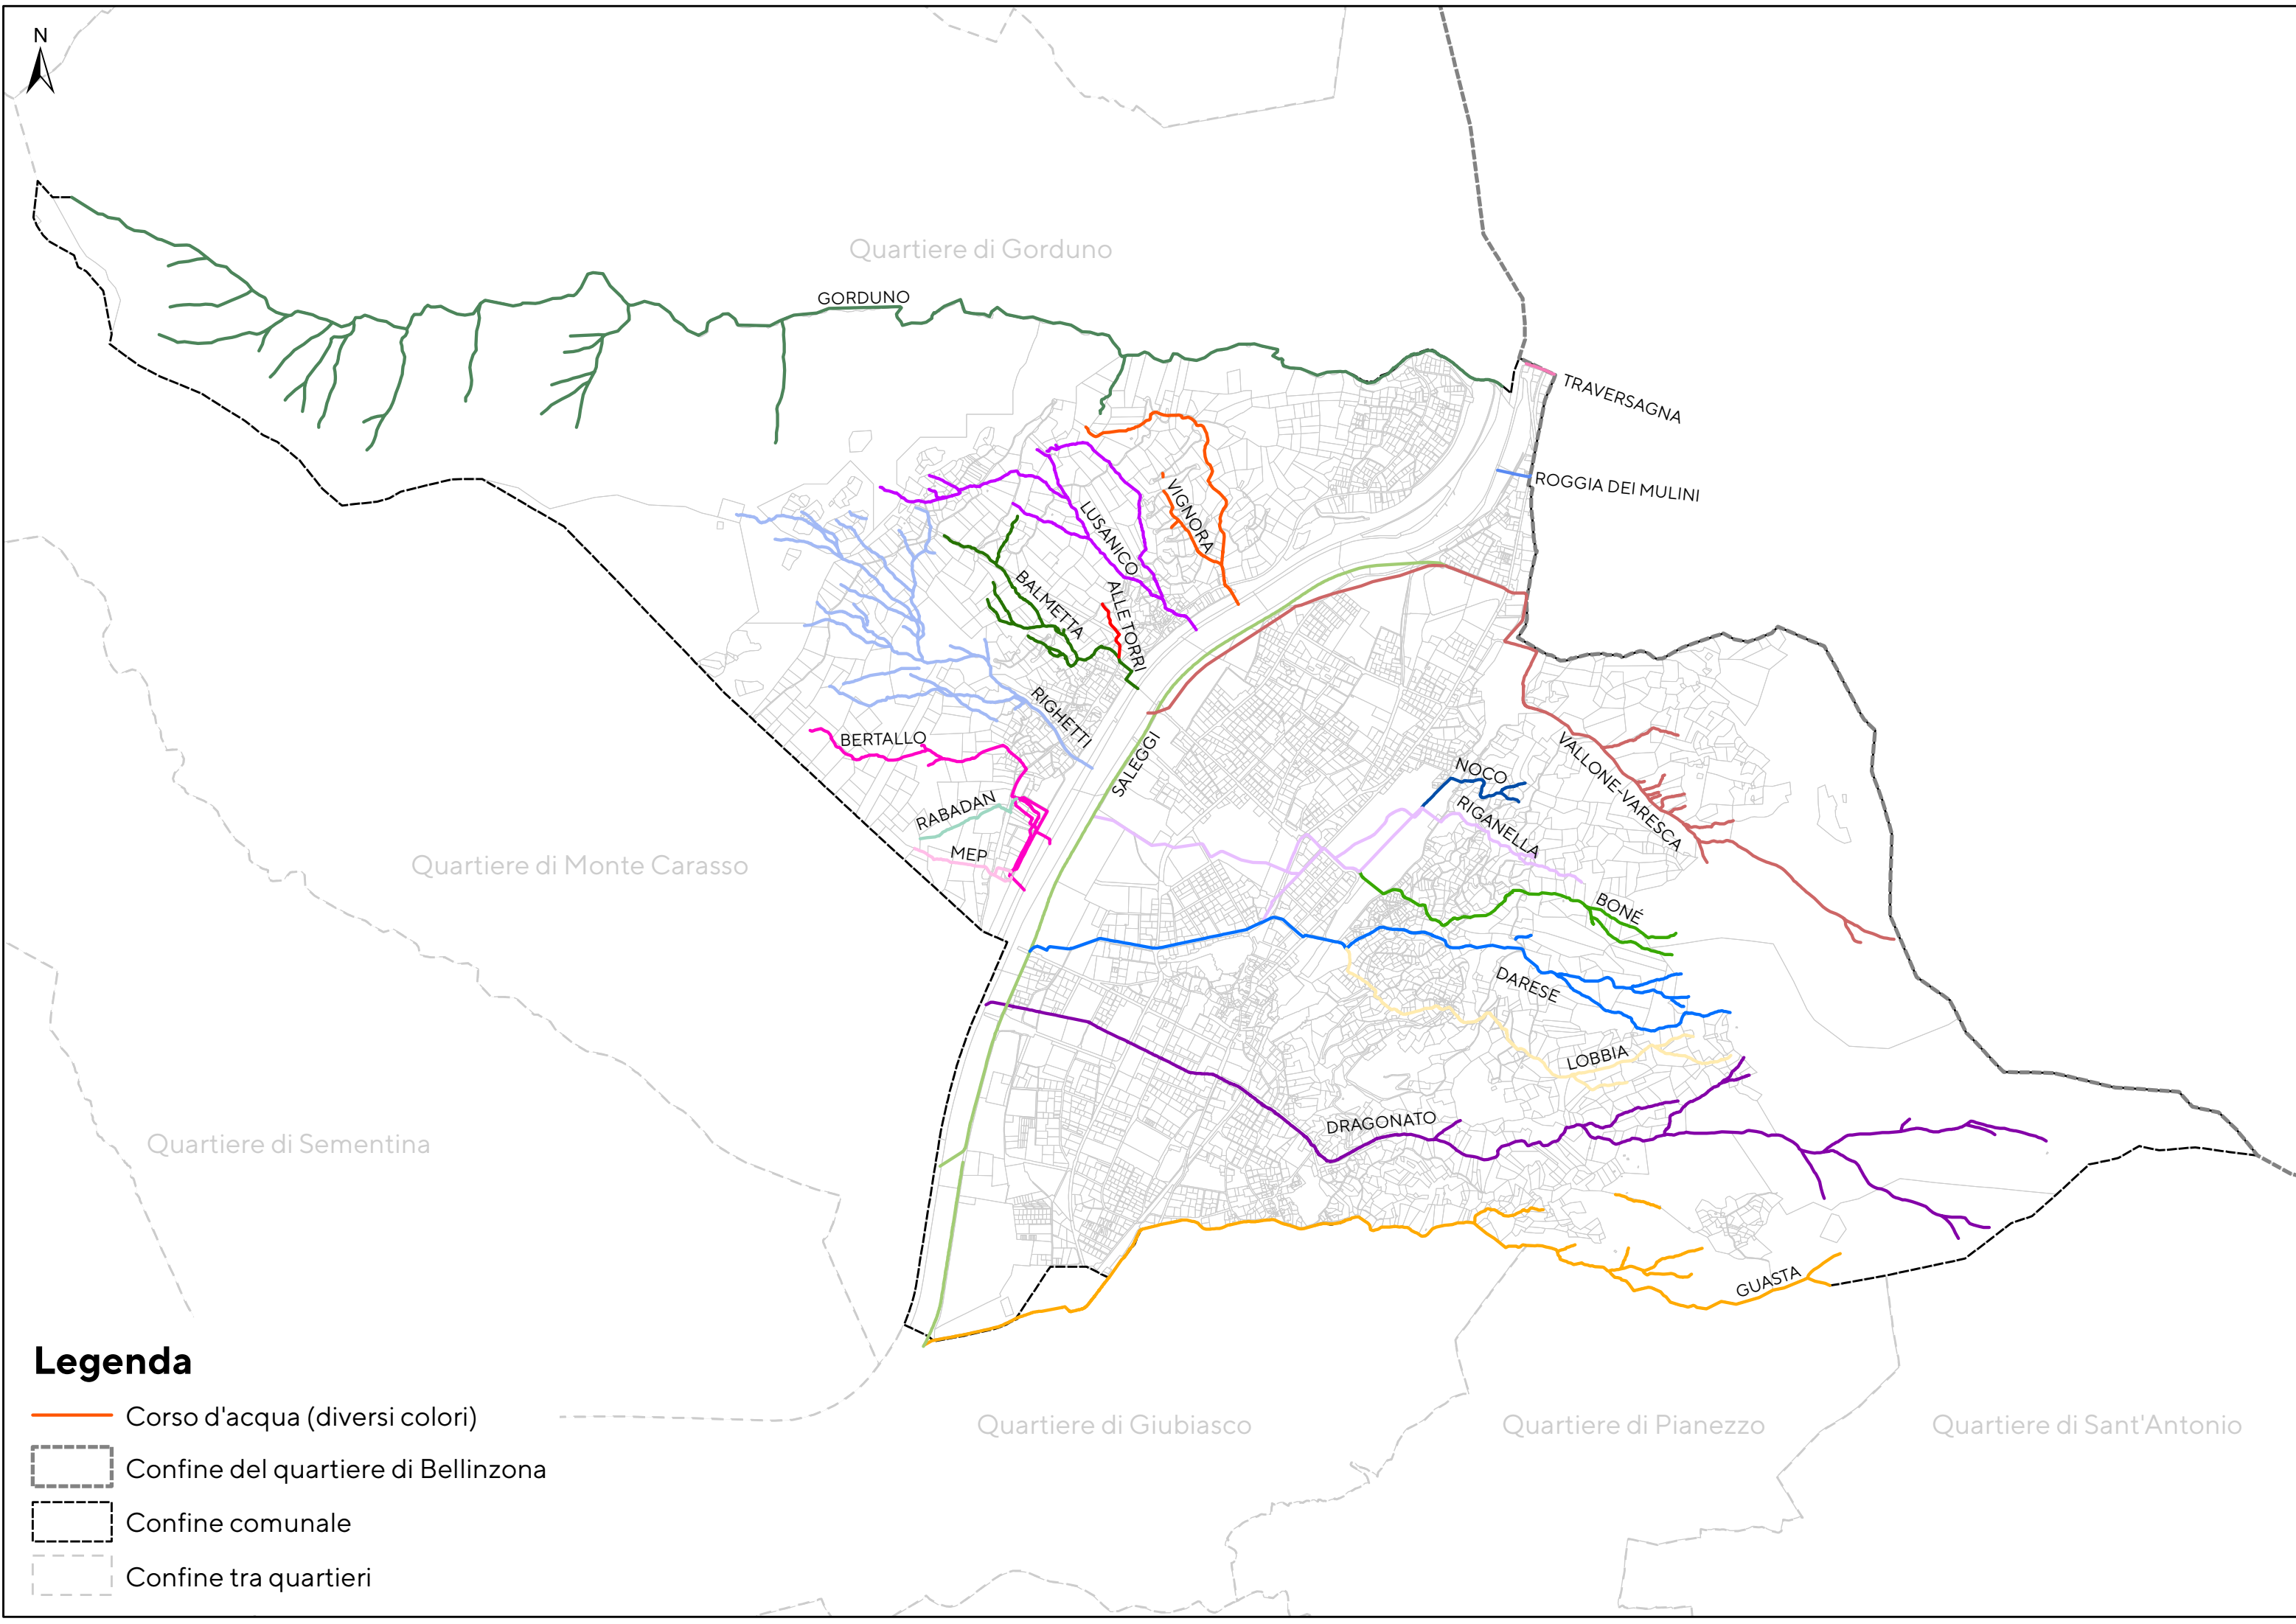 N
Quartiere di Gorduno
GORDUNO
TRAVERSAGNA
ROGGIA DEI MULINI
VIGNORA
LUSANICO
BALMETTA
ALLE TORRI
RIGHETTI
BERTALLO
SALEGGI
VALLONE-VARESCA
NOCO
RABADAN
RIGANELLA
MEP
Quartiere di Monte Carasso
BONÉ
DARESE
LOBBIA
DRAGONATO
Quartiere di Sementina
GUASTA
Legenda
Corso d'acqua (diversi colori)
Confine del quartiere di Bellinzona
Confine comunale
Confine tra quartieri
Quartiere di Giubiasco
Quartiere di Pianezzo
Quartiere di Sant'Antonio